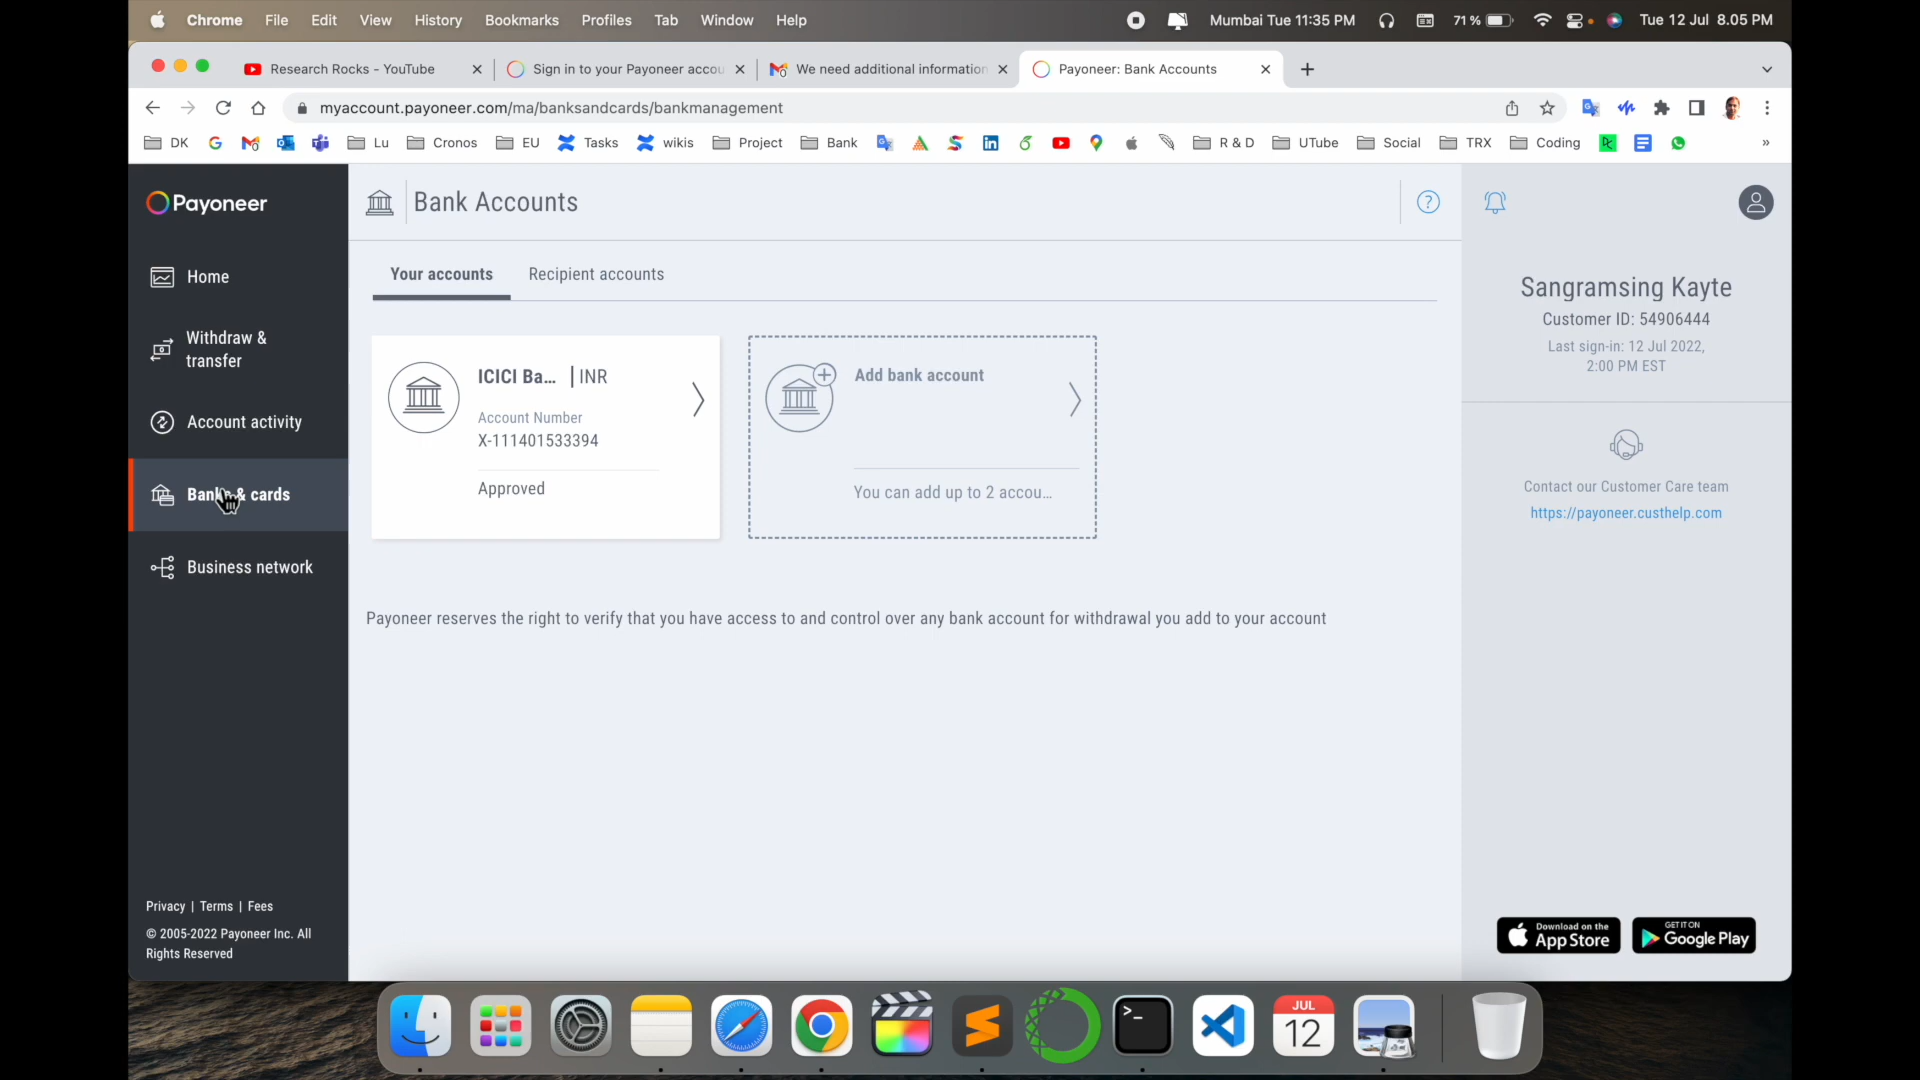 Chrome File Edit View History Bookmarks Profiles Tab Window Help Mumbai Tue 11:35 PM 71 % Tue 12 Jul 8.05 PM
Research Rocks - YouTube Sign in to your Payoneer accou We need additional information Payoneer: Bank Accounts
myaccount.payoneer.com/ma/banksandcards/bankmanagement
DK Lu Cronos EU Tasks wikis Project Bank R & D UTube Social TRX Coding »
Payoneer
Home
Withdraw &
transfer
Account activity
Banks & cards
Business network
Privacy | Terms | Fees
© 2005-2022 Payoneer Inc. All
Rights Reserved
Bank Accounts
?
Your accounts Recipient accounts
ICICI Ba... | INR
Account Number
X-111401533394
Approved
Add bank account
You can add up to 2 accou...
Payoneer reserves the right to verify that you have access to and control over any bank account for withdrawal you add to your account
Sangramsing Kayte
Customer ID: 54906444
Last sign-in: 12 Jul 2022,
2:00 PM EST
Contact our Customer Care team
https://payoneer.custhelp.com
Download on the
App Store
GET IT ON
Google Play
JUL
12